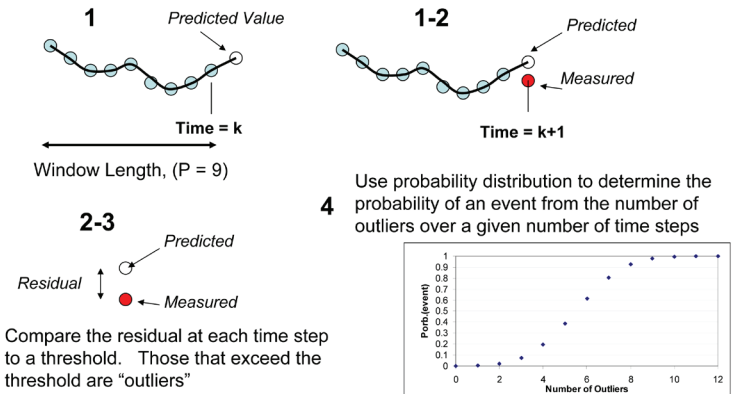 1
Predicted Value
Time = k
Window Length, (P = 9)
1-2
Predicted
Measured
Time = k+1
2-3
Predicted
Residual
Measured
Compare the residual at each time step
to a threshold. Those that exceed the
threshold are “outliers”
4
Use probability distribution to determine the
probability of an event from the number of
outliers over a given number of time steps
Porb.(event)
1
0.9
0.8
0.7
0.6
0.5
0.4
0.3
0.2
0.1
0
0 2 4 6 8 10 12
Number of Outliers